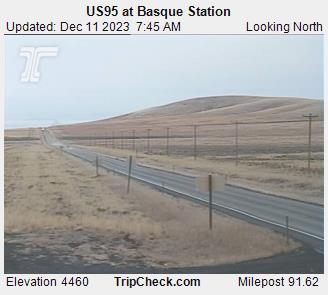 US95 at Basque Station
Updated: Dec 11 2023 7:45 AM Looking North
Elevation 4460 TripCheck.com Milepost 91.62